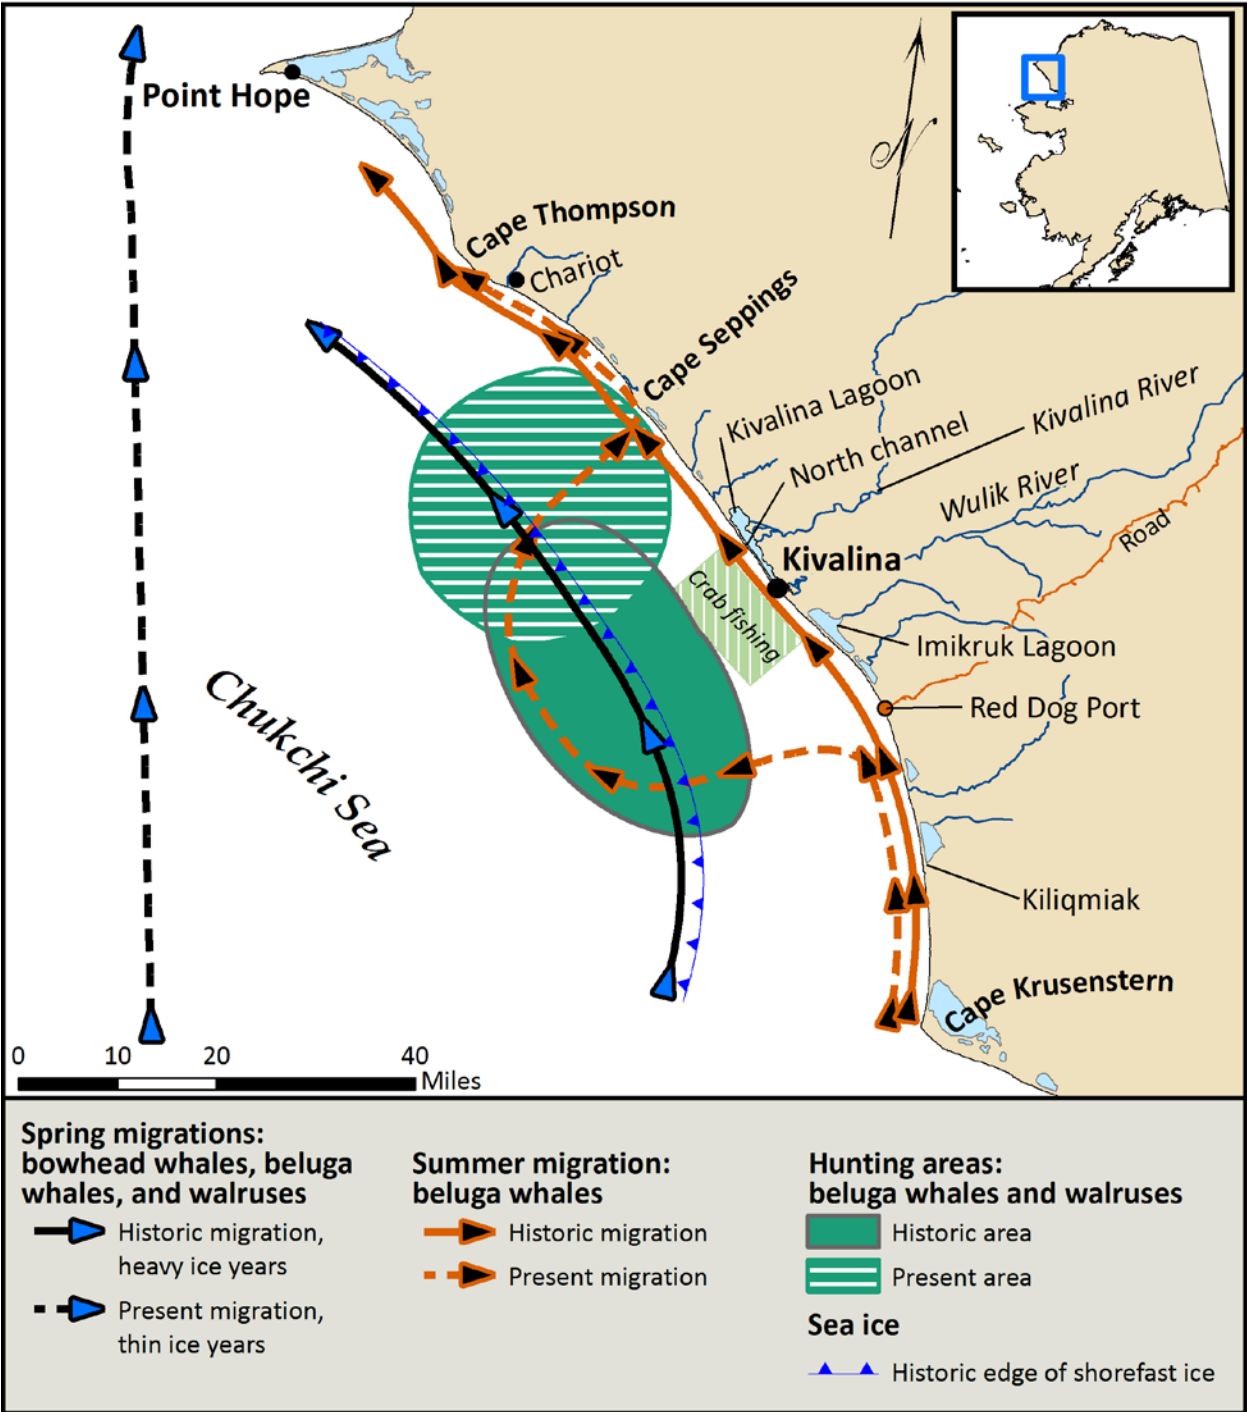 Point Hope
N
Cape Thompson
Chariot
Cape Seppings
Kivalina Lagoon
Kivalina River
North channel
Wulik River
Road
Kivalina
Crab fishing
Imikruk Lagoon
Chukchi Sea
Red Dog Port
Kiliqmiak
Cape Krusenstern
0 10 20 40
Miles
Spring migrations:
bowhead whales, beluga
whales, and walruses
Historic migration,
heavy ice years
Present migration,
thin ice years
Summer migration:
beluga whales
Historic migration
Present migration
Hunting areas:
beluga whales and walruses
Historic area
Present area
Sea ice
Historic edge of shorefast ice